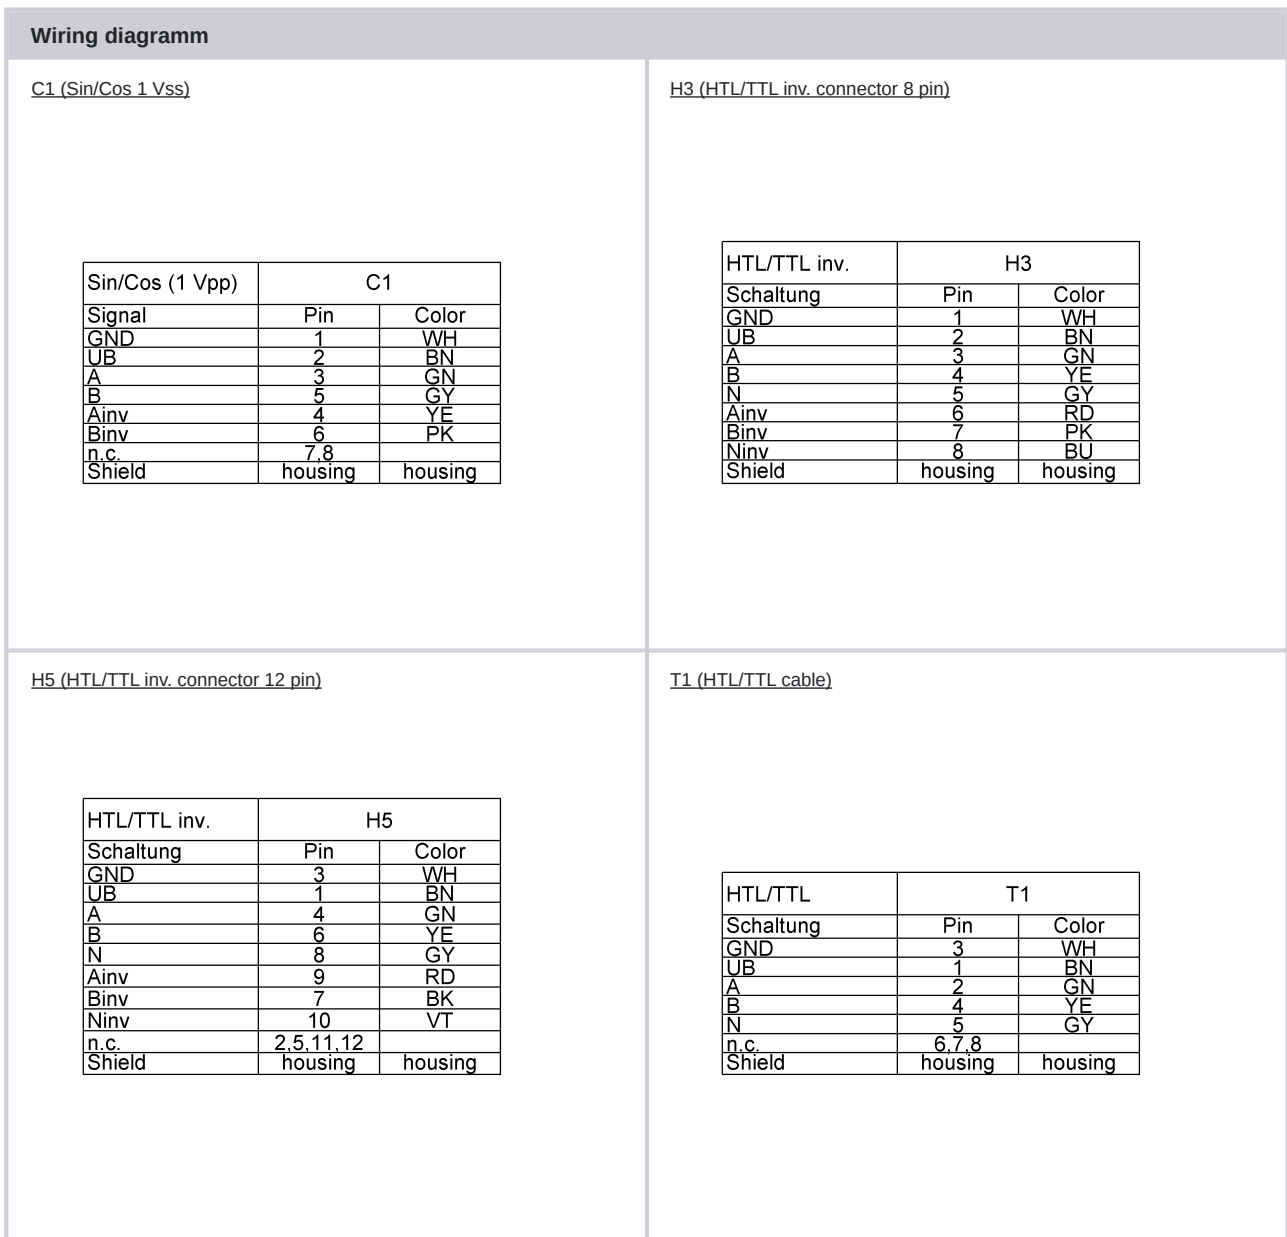 Wiring diagramm
C1 (Sin/Cos 1 Vss)
Sin/Cos (1 Vpp) C1
Signal Pin Color
GND 1 WH
UB 2 BN
A 3 GN
B 5 GY
Ainv 4 YE
Binv 6 PK
n.c. 7,8
Shield housing housing
H3 (HTL/TTL inv. connector 8 pin)
HTL/TTL inv. H3
Schaltung Pin Color
GND 1 WH
UB 2 BN
A 3 GN
B 4 YE
N 5 GY
Ainv 6 RD
Binv 7 PK
Ninv 8 BU
Shield housing housing
H5 (HTL/TTL inv. connector 12 pin)
HTL/TTL inv. H5
Schaltung Pin Color
GND 3 WH
UB 1 BN
A 4 GN
B 6 YE
N 8 GY
Ainv 9 RD
Binv 7 BK
Ninv 10 VT
n.c. 2,5,11,12
Shield housing housing
T1 (HTL/TTL cable)
HTL/TTL T1
Schaltung Pin Color
GND 3 WH
UB 1 BN
A 2 GN
B 4 YE
N 5 GY
n.c. 6,7,8
Shield housing housing